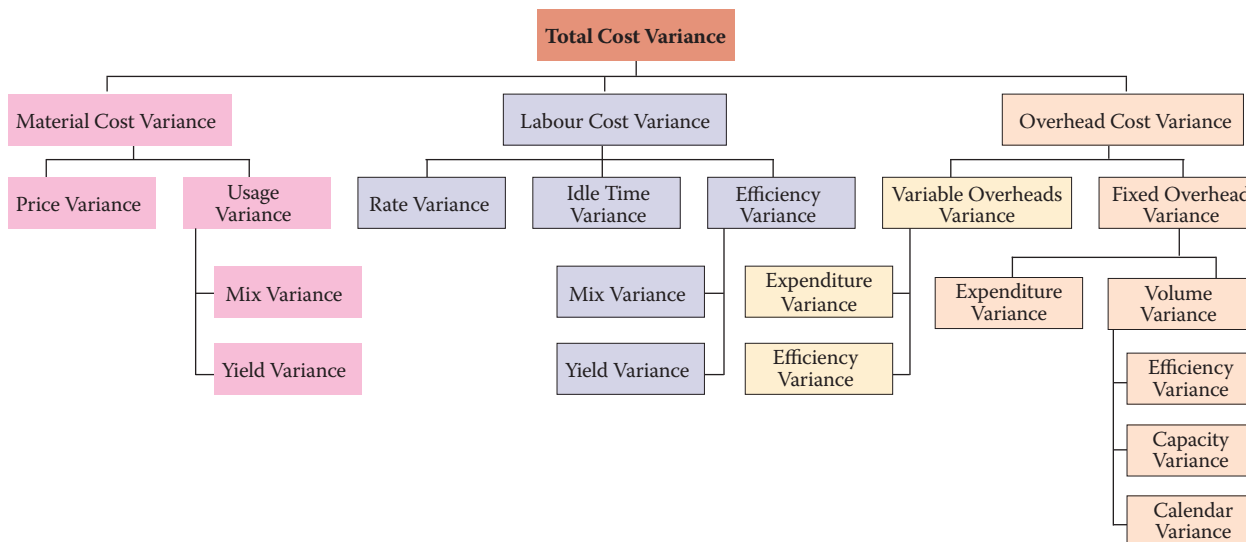 Total Cost Variance
Material Cost Variance
Labour Cost Variance
Overhead Cost Variance
Price Variance
Usage
Variance
Rate Variance
Idle Time
Variance
Efficiency
Variance
Variable Overheads
Variance
Fixed Overhead
Variance
Mix Variance
Yield Variance
Mix Variance
Yield Variance
Expenditure
Variance
Efficiency
Variance
Expenditure
Variance
Volume
Variance
Efficiency
Variance
Capacity
Variance
Calendar
Variance